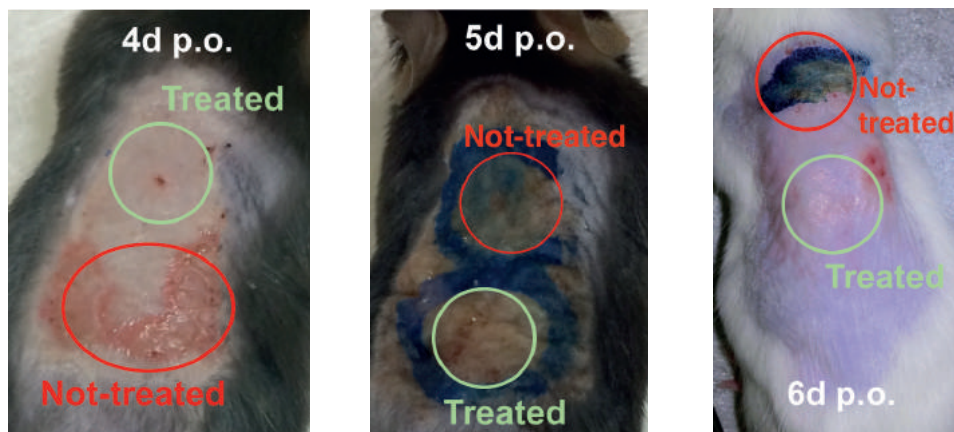 4d p.o.
Treated
Not-treated
5d p.o.
Not-treated
Treated
Not-
treated
Treated
6d p.o.